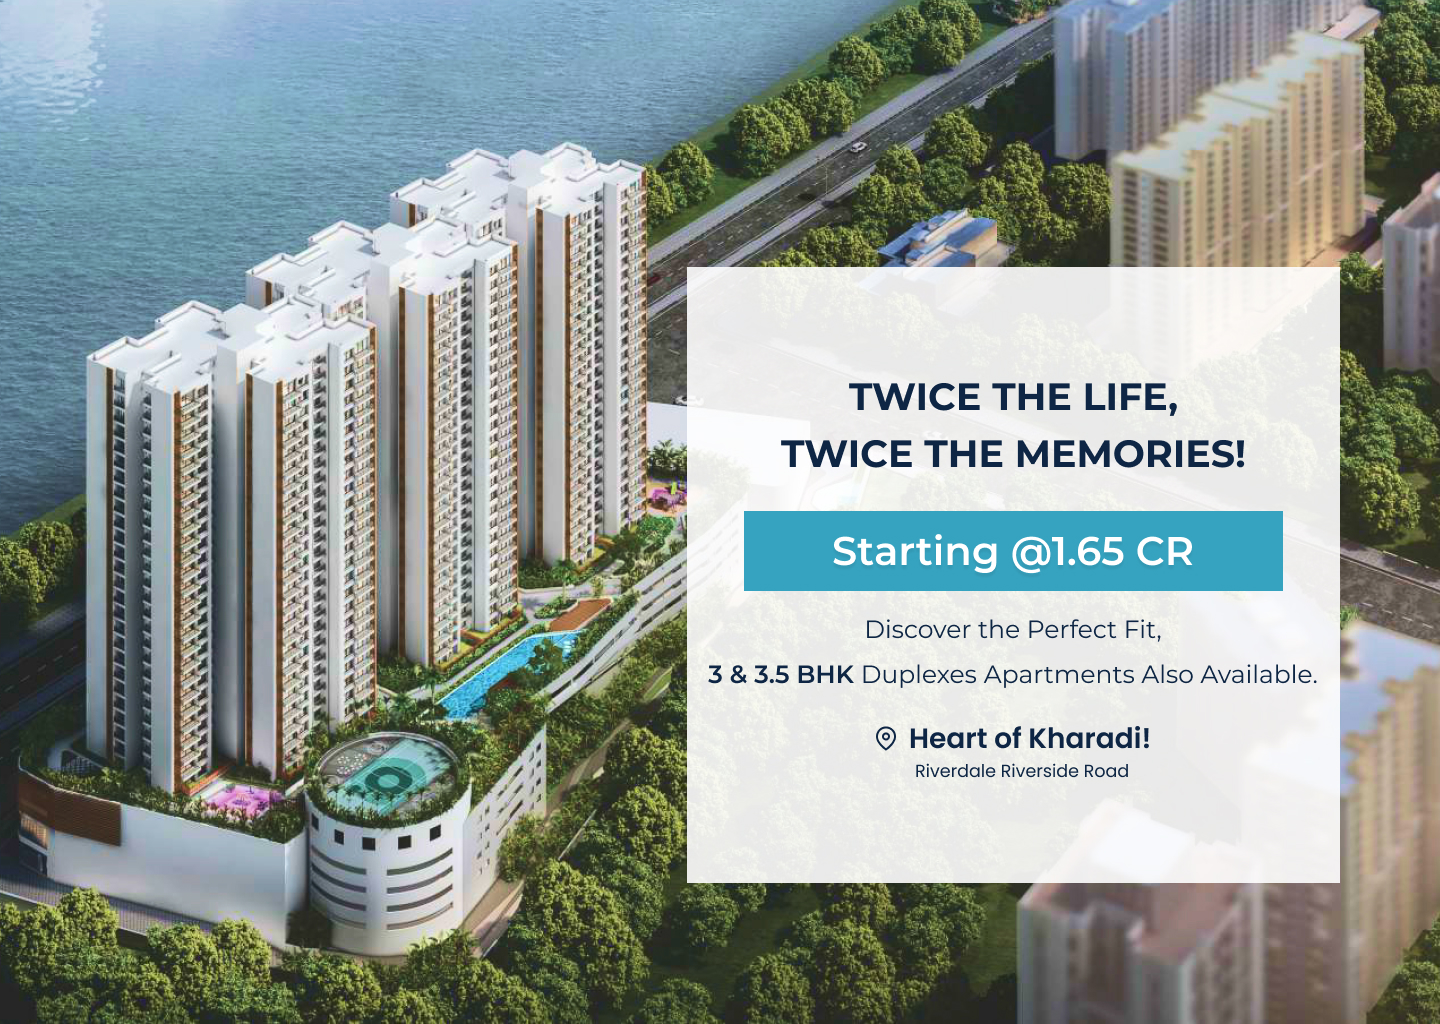 TWICE THE LIFE,
TWICE THE MEMORIES!
Starting @1.65 CR
Discover the Perfect Fit,
3 & 3.5 BHK Duplexes Apartments Also Available.
Heart of Kharadi!
Riverdale Riverside Road